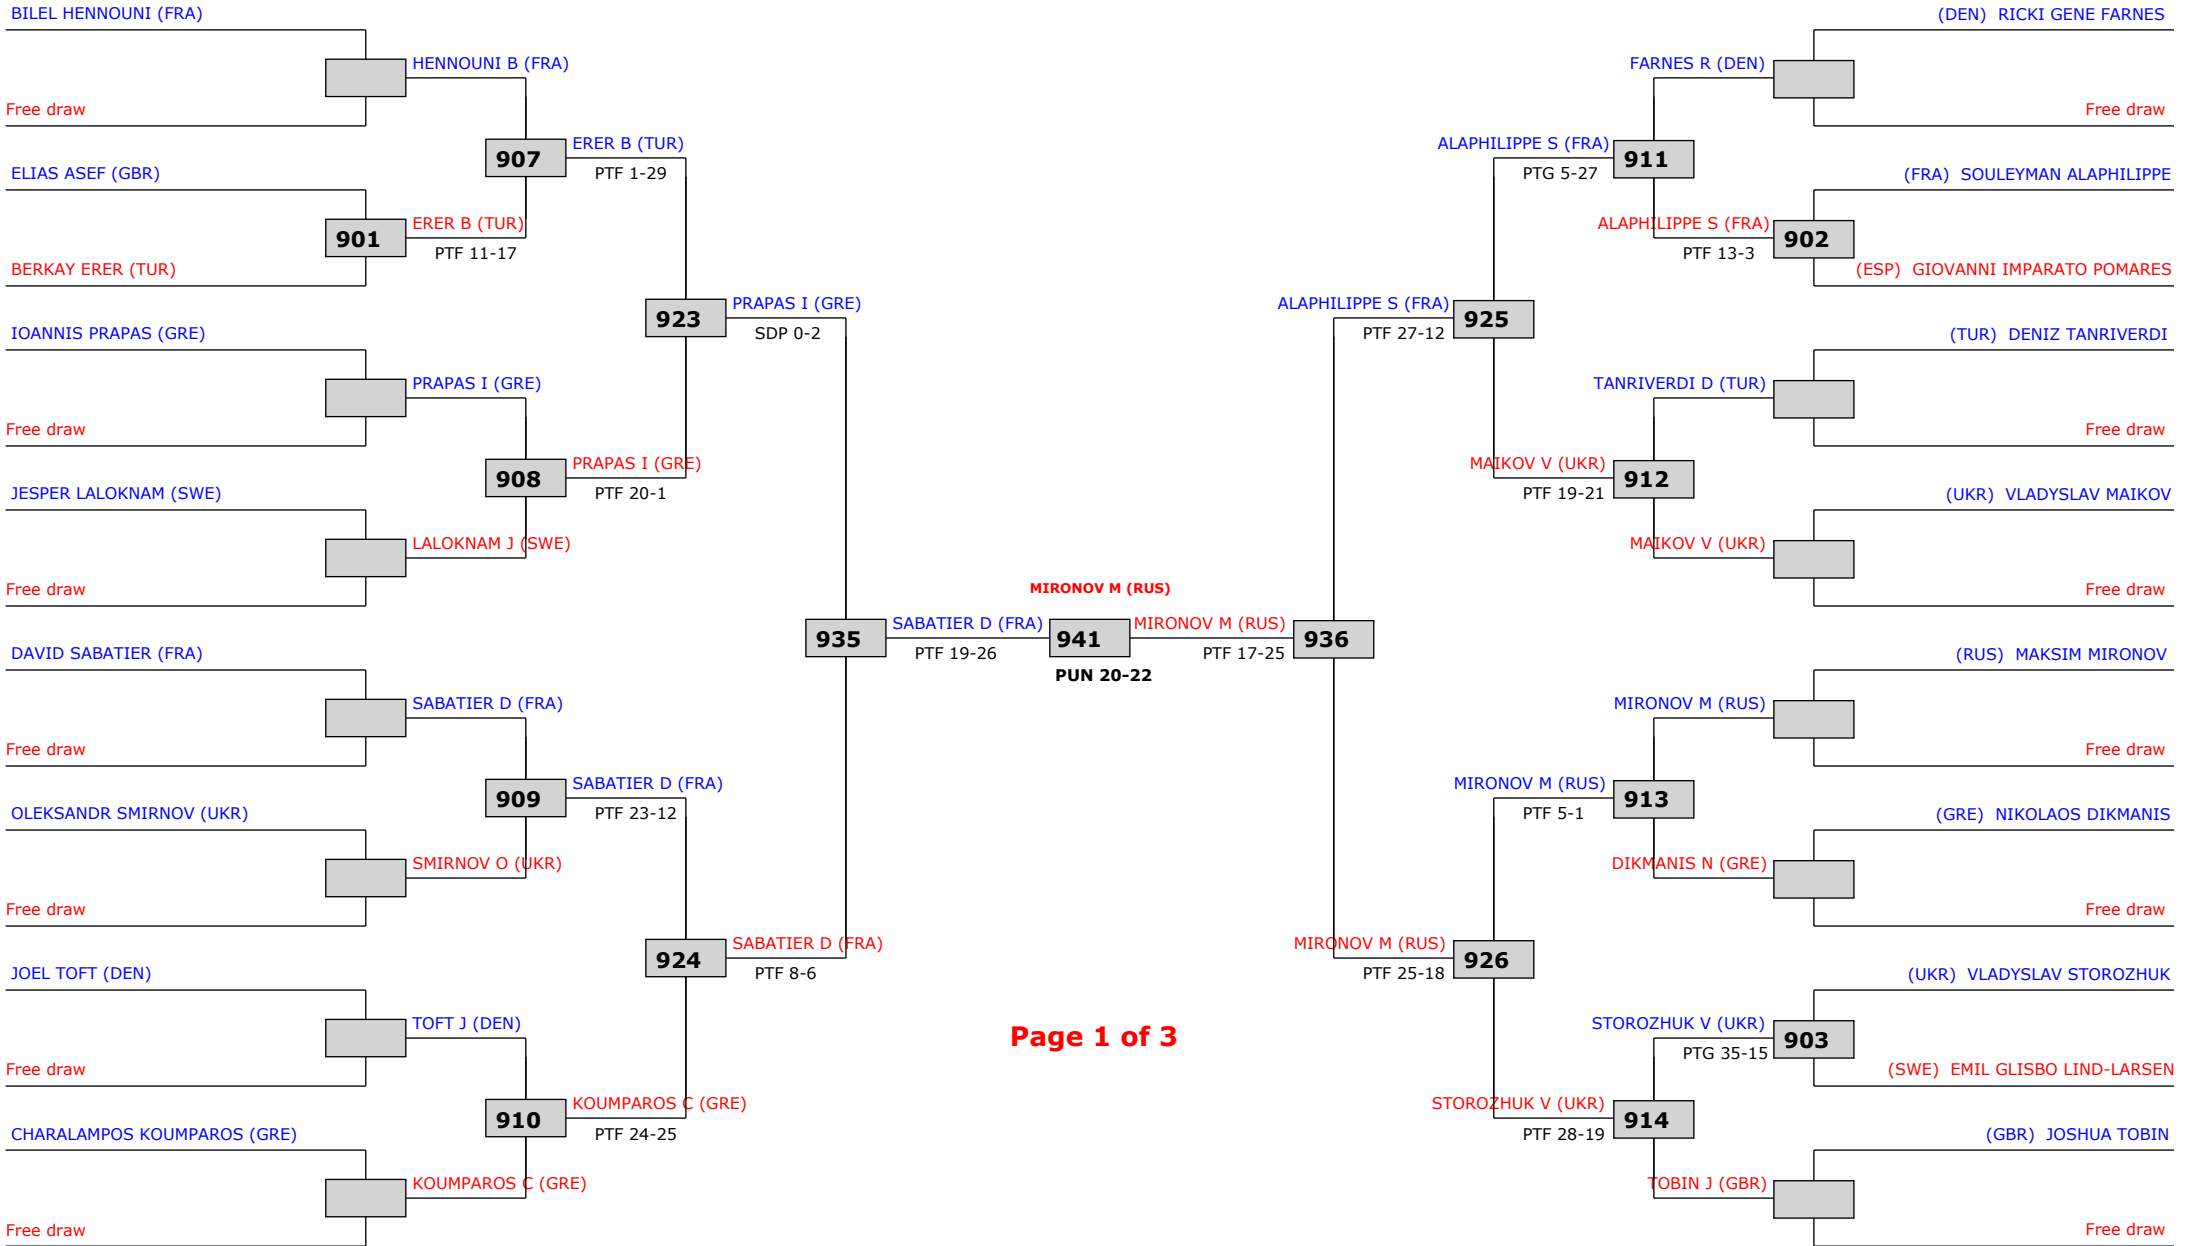 BILEL HENNOUNI (FRA)
Free draw
ELIAS ASEF (GBR)
BERKAY ERER (TUR)
IOANNIS PRAPAS (GRE)
Free draw
JESPER LALOKNAM (SWE)
Free draw
DAVID SABATIER (FRA)
Free draw
OLEKSANDR SMIRNOV (UKR)
Free draw
JOEL TOFT (DEN)
Free draw
CHARALAMPOS KOUMPAROS (GRE)
Free draw
HENNOUNI B (FRA)
901
ERER B (TUR)
PTF 11-17
PRAPAS I (GRE)
LALOKNAM J (SWE)
SABATIER D (FRA)
SMIRNOV O (UKR)
TOFT J (DEN)
KOUMPAROS C (GRE)
907
ERER B (TUR)
PTF 1-29
908
PRAPAS I (GRE)
PTF 20-1
909
SABATIER D (FRA)
PTF 23-12
910
KOUMPAROS C (GRE)
PTF 24-25
923
PRAPAS I (GRE)
SDP 0-2
924
SABATIER D (FRA)
PTF 8-6
935
SABATIER D (FRA)
PTF 19-26
MIRONOV M (RUS)
941
PUN 20-22
MIRONOV M (RUS)
PTF 17-25
936
Page 1 of 3
ALAPHILIPPE S (FRA)
PTF 27-12
925
MIRONOV M (RUS)
PTF 25-18
926
ALAPHILIPPE S (FRA)
PTG 5-27
911
MAIKOV V (UKR)
PTF 19-21
912
MIRONOV M (RUS)
PTF 5-1
913
STOROZHUK V (UKR)
PTF 28-19
914
FARNES R (DEN)
ALAPHILIPPE S (FRA)
PTF 13-3
902
TANRIVERDI D (TUR)
MAIKOV V (UKR)
MIRONOV M (RUS)
DIKMANIS N (GRE)
STOROZHUK V (UKR)
PTG 35-15
903
TOBIN J (GBR)
(DEN) RICKI GENE FARNES
Free draw
(FRA) SOULEYMAN ALAPHILIPPE
(ESP) GIOVANNI IMPARATO POMARES
(TUR) DENIZ TANRIVERDI
Free draw
(UKR) VLADYSLAV MAIKOV
Free draw
(RUS) MAKSIM MIRONOV
Free draw
(GRE) NIKOLAOS DIKMANIS
Free draw
(UKR) VLADYSLAV STOROZHUK
(SWE) EMIL GLISBO LIND-LARSEN
(GBR) JOSHUA TOBIN
Free draw